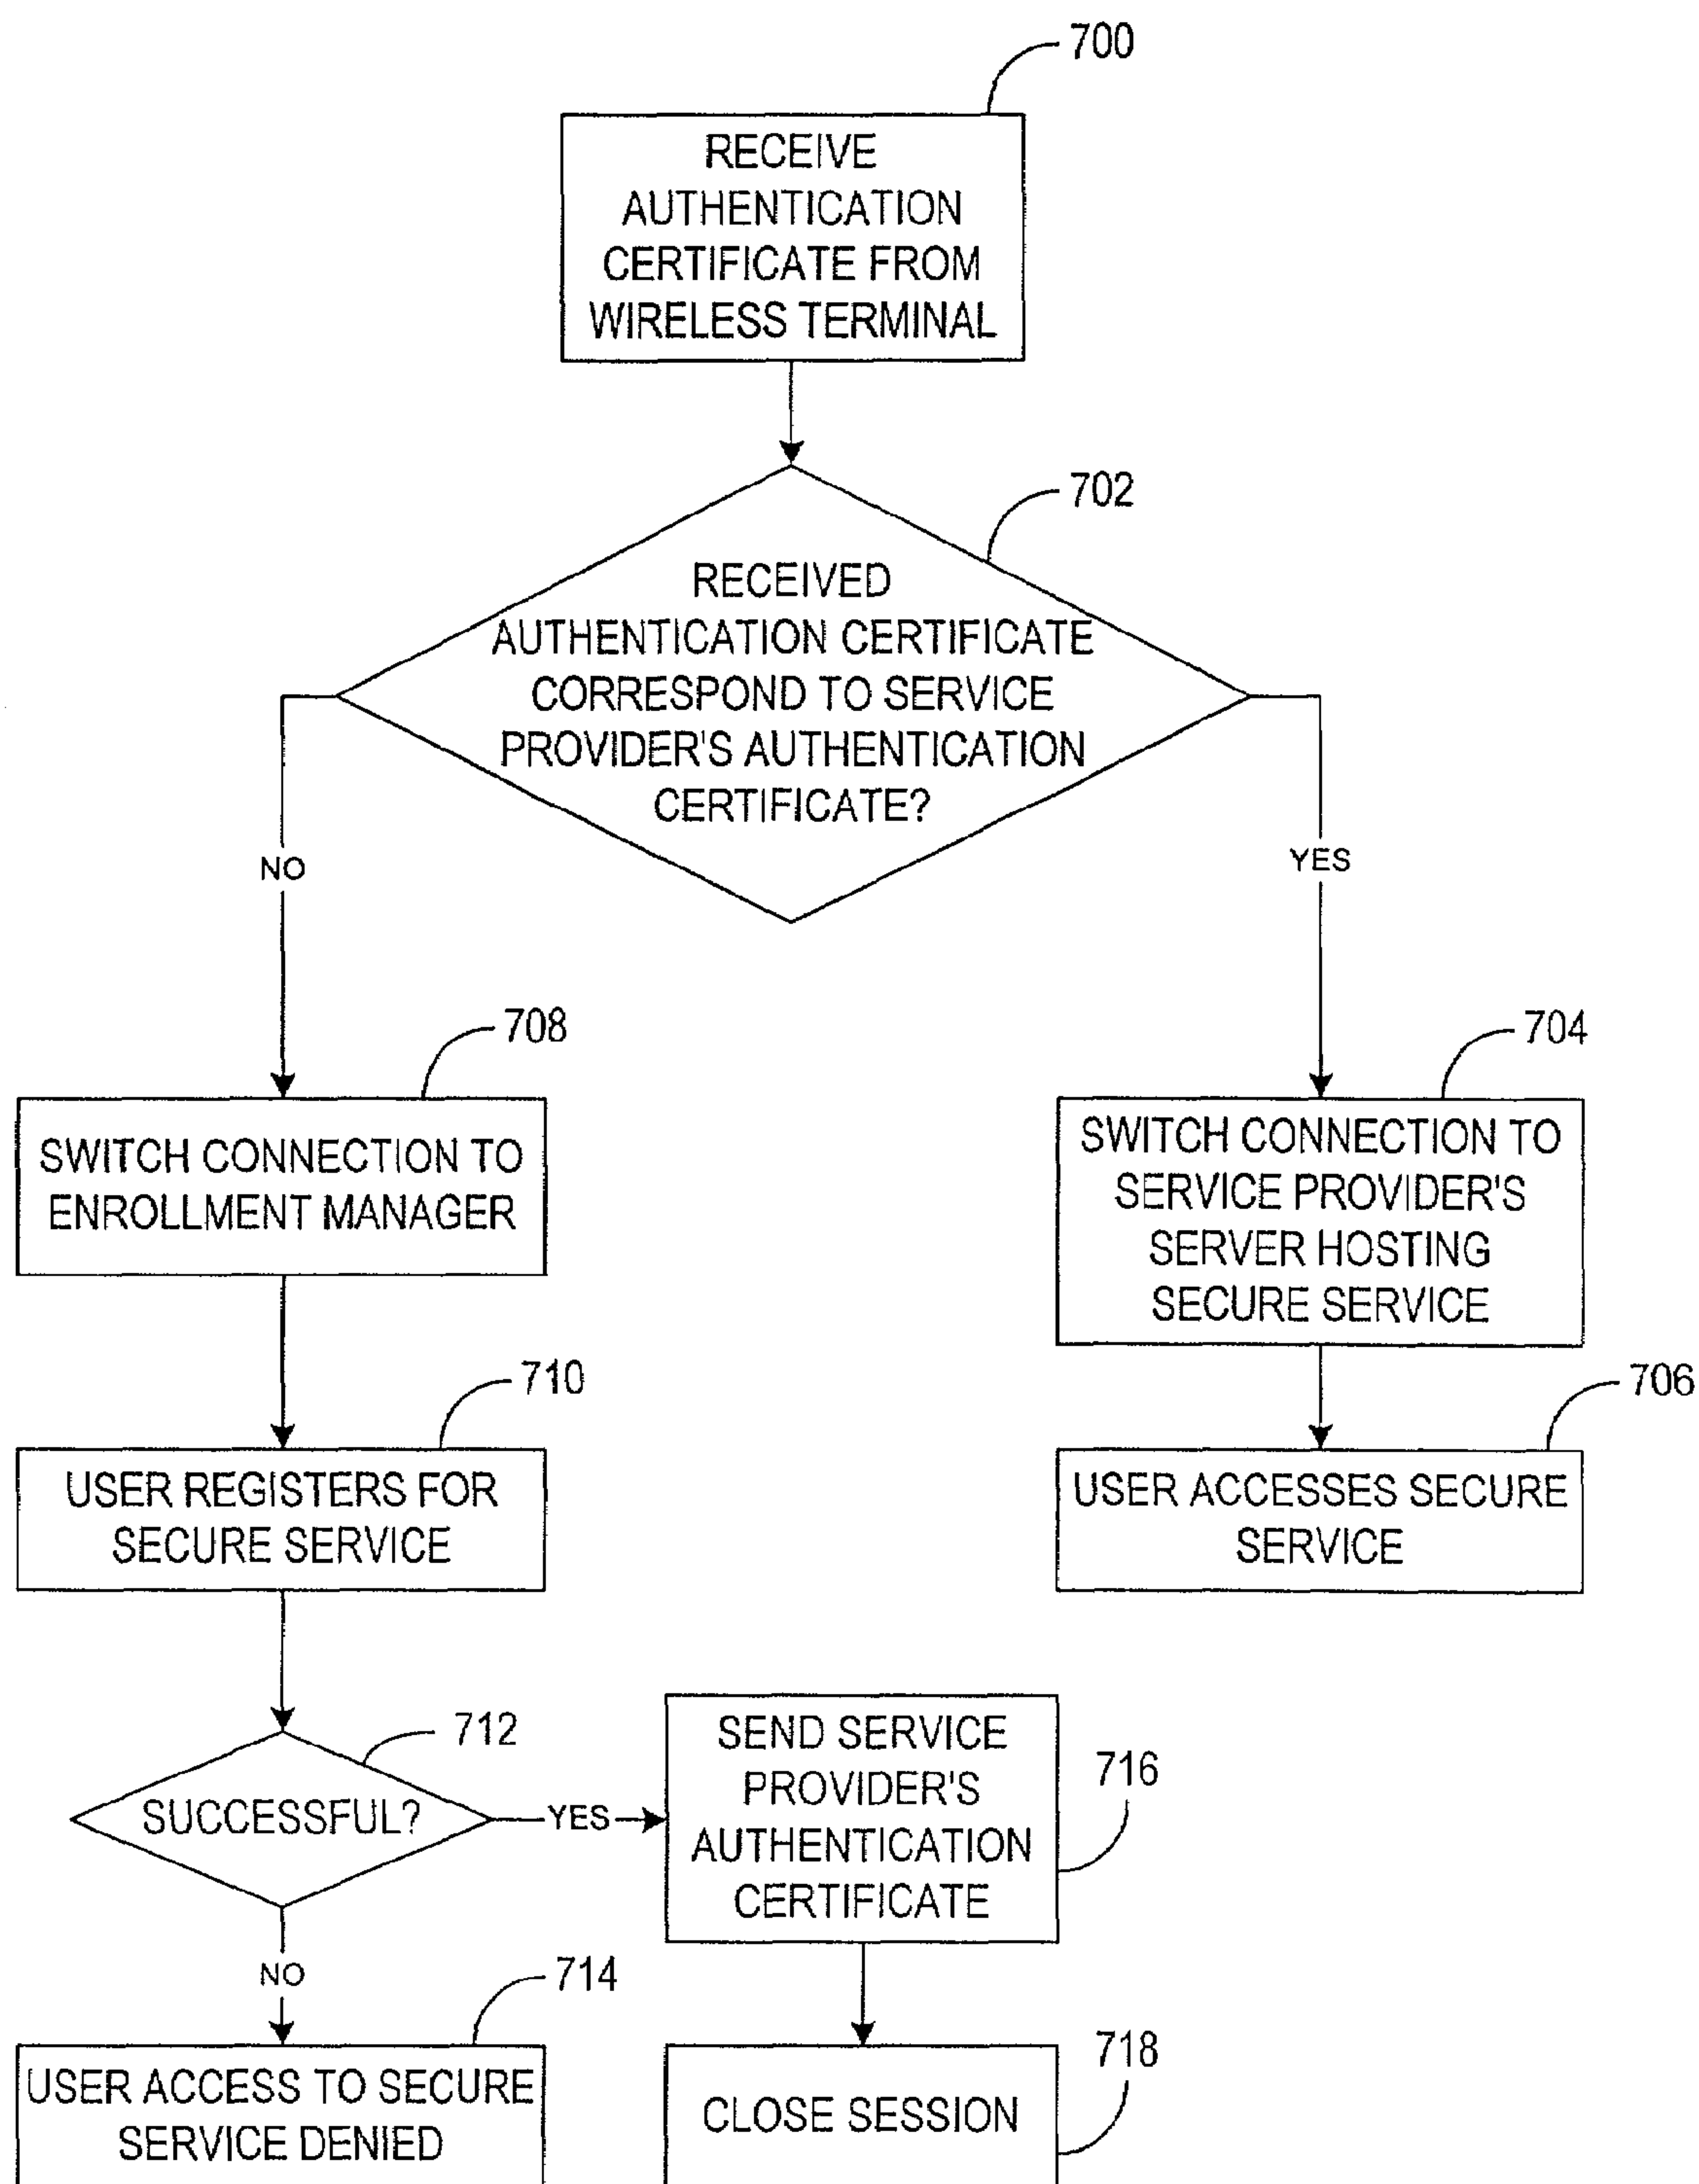 700
RECEIVE
AUTHENTICATION
CERTIFICATE FROM
WIRELESS TERMINAL
702
RECEIVED
AUTHENTICATION CERTIFICATE
CORRESPOND TO SERVICE
PROVIDER'S AUTHENTICATION
CERTIFICATE?
NO
YES
708
SWITCH CONNECTION TO
ENROLLMENT MANAGER
704
SWITCH CONNECTION TO
SERVICE PROVIDER'S
SERVER HOSTING
SECURE SERVICE
710
USER REGISTERS FOR
SECURE SERVICE
706
USER ACCESSES SECURE
SERVICE
712
SUCCESSFUL?
YES
716
SEND SERVICE
PROVIDER'S
AUTHENTICATION
CERTIFICATE
NO
714
USER ACCESS TO SECURE
SERVICE DENIED
718
CLOSE SESSION